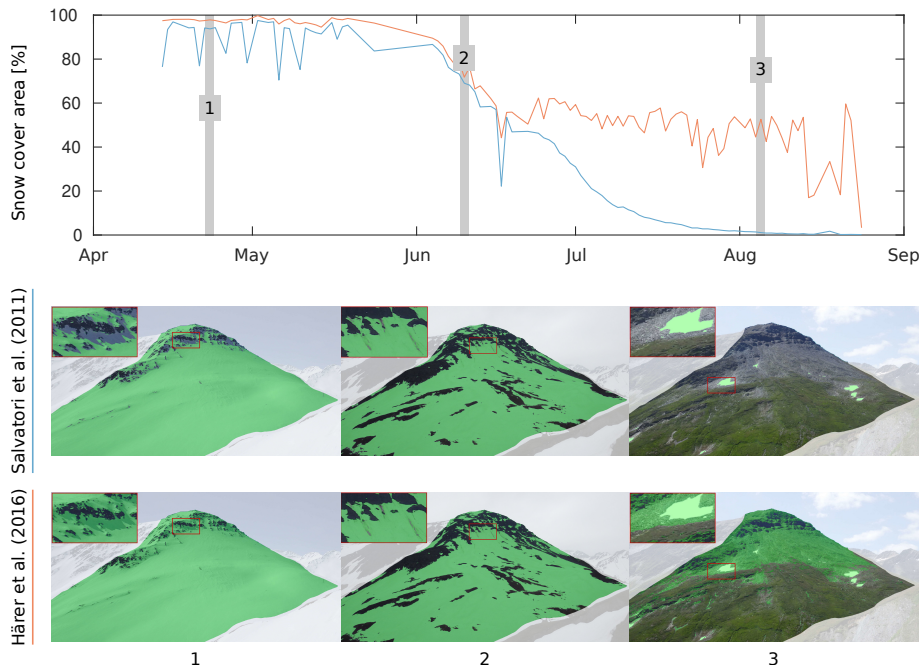 Snow cover area [%]
100
80
60
40
20
0
1
2
3
Apr
May
Jun
Jul
Aug
Sep
Salvatori et al. (2011)
Härer et al. (2016)
1
2
3